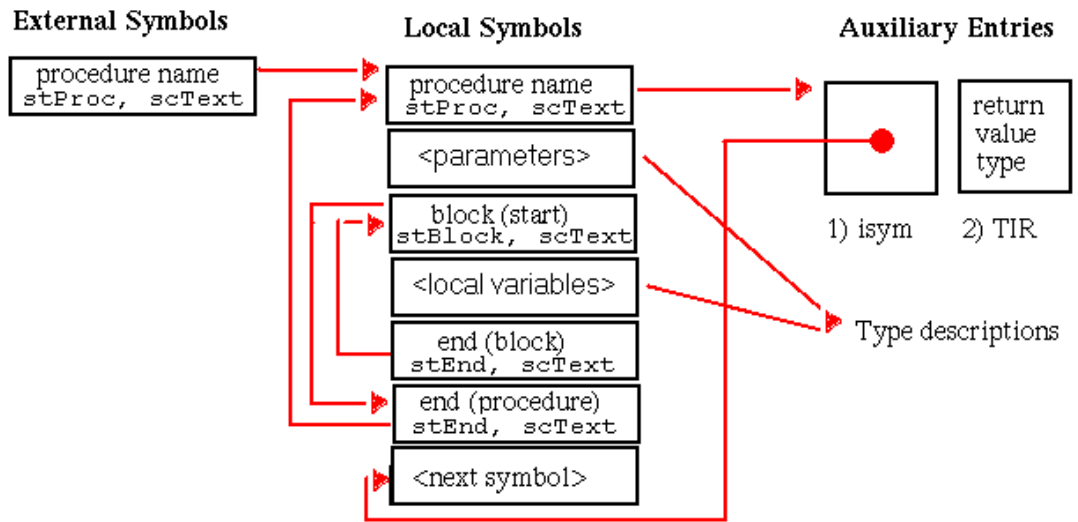 External Symbols
procedure name
stProc, scText
Local Symbols
procedure name
stProc, scText
<parameters>
block (start)
stBlock, scText
<local variables>
end (block)
stEnd, scText
end (procedure)
stEnd, scText
<next symbol>
Auxiliary Entries
return
value
type
1) isym
2) TIR
Type descriptions